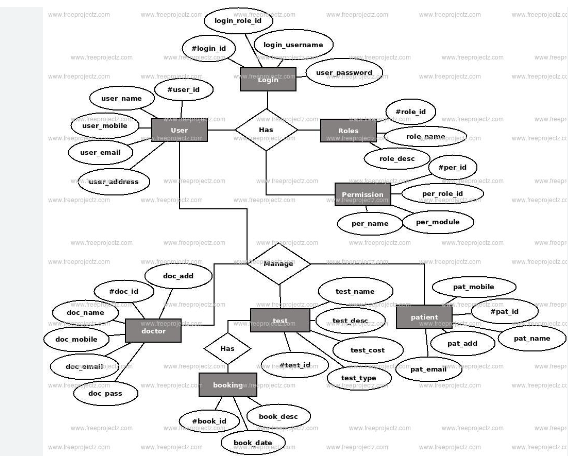 login_role_id
#login_id
login_username
Login
user_password
user_name
#user_id
user_mobile
User
Has
Roles
#role_id
role_name
user_email
role_desc
user_address
#per_id
Permission
per_role_id
per_name
per_module
Manage
doc_add
#doc_id
test_name
pat_mobile
doc_name
#pat_id
doctor
test
test_desc
patient
doc_mobile
pat_name
pat_add
Has
test_cost
doc_email
#test_id
pat_email
test_type
booking
doc_pass
#book_id
book_desc
book_date
www.freeprojectz.com